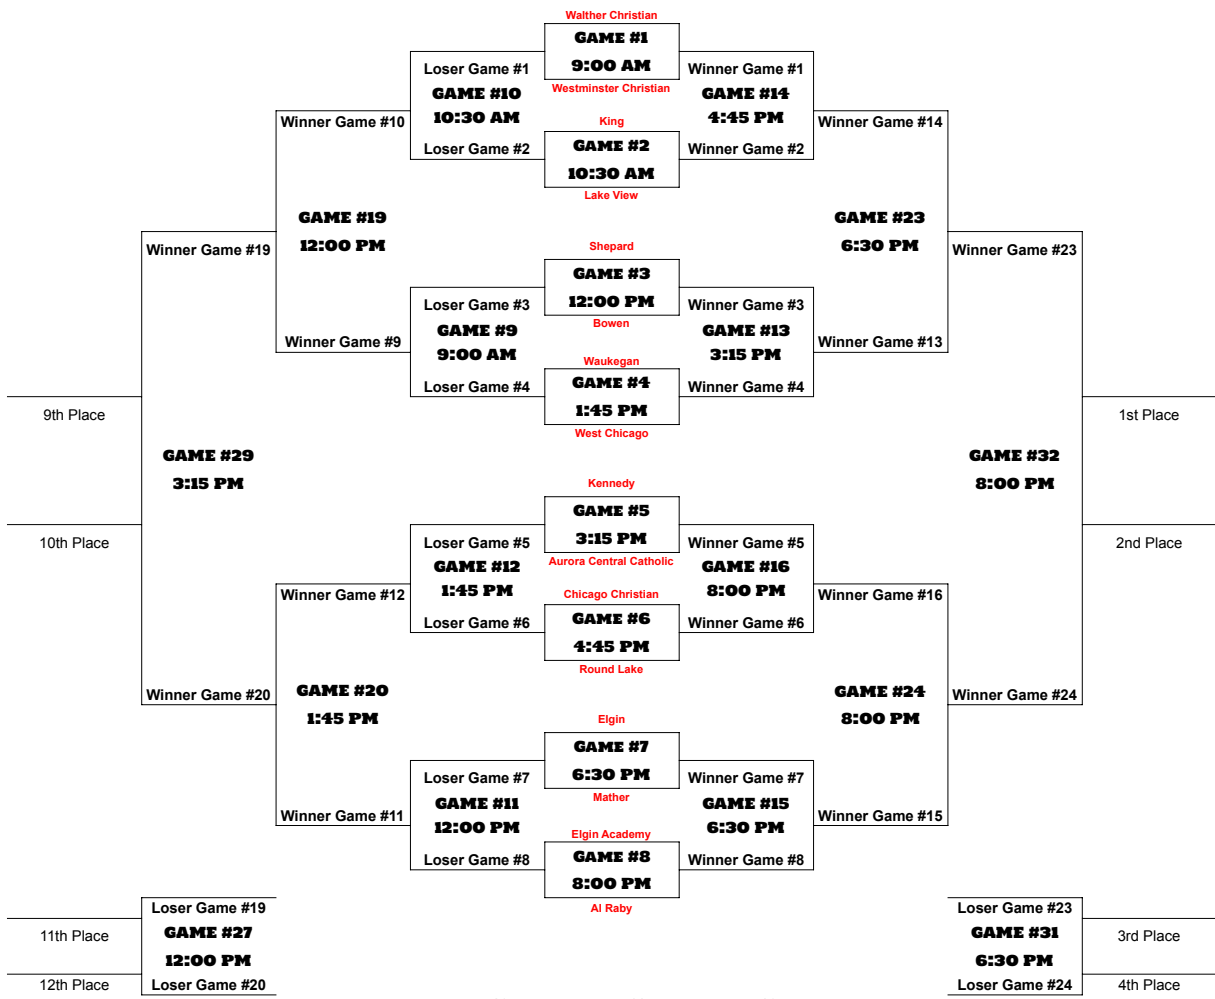 Walther Christian
GAME #1
9:00 AM
Westminster Christian
Loser Game #1
GAME #10
10:30 AM
Loser Game #2
Winner Game #1
GAME #14
4:45 PM
Winner Game #2
King
GAME #2
10:30 AM
Lake View
Winner Game #10
GAME #19
12:00 PM
Winner Game #9
Winner Game #14
GAME #23
6:30 PM
Winner Game #13
Shepard
GAME #3
12:00 PM
Bowen
Loser Game #3
GAME #9
9:00 AM
Loser Game #4
Winner Game #3
GAME #13
3:15 PM
Winner Game #4
Waukegan
GAME #4
1:45 PM
West Chicago
Winner Game #19
GAME #29
3:15 PM
Winner Game #20
9th Place
10th Place
Winner Game #23
GAME #32
8:00 PM
Winner Game #24
1st Place
2nd Place
Kennedy
GAME #5
3:15 PM
Aurora Central Catholic
Loser Game #5
GAME #12
1:45 PM
Loser Game #6
Winner Game #5
GAME #16
8:00 PM
Winner Game #6
Chicago Christian
GAME #6
4:45 PM
Round Lake
Winner Game #12
GAME #20
1:45 PM
Winner Game #11
Winner Game #16
GAME #24
8:00 PM
Winner Game #15
Elgin
GAME #7
6:30 PM
Mather
Loser Game #7
GAME #11
12:00 PM
Loser Game #8
Winner Game #7
GAME #15
6:30 PM
Winner Game #8
Elgin Academy
GAME #8
8:00 PM
Al Raby
Loser Game #19
GAME #27
12:00 PM
Loser Game #20
11th Place
12th Place
Loser Game #23
GAME #31
6:30 PM
Loser Game #24
3rd Place
4th Place